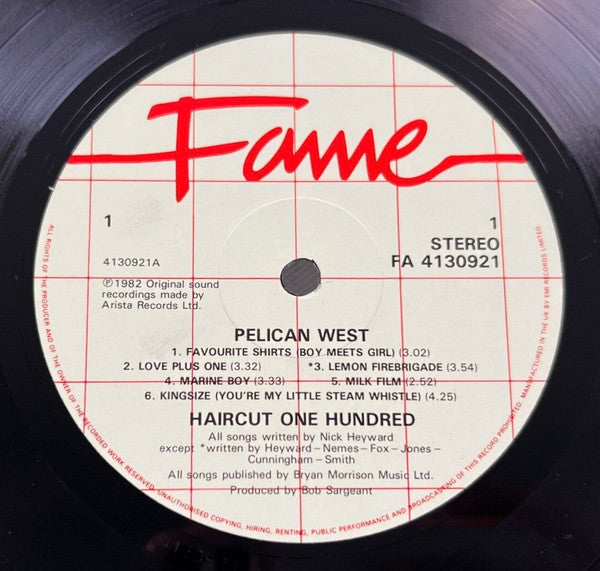 Fame
1
1
STEREO
4130921A
FA 4130921
℗1982 Original sound
recordings made by
Arista Records Ltd.
PELICAN WEST
1. FAVOURITE SHIRTS (BOY MEETS GIRL) (3.02)
2. LOVE PLUS ONE (3.32) *3. LEMON FIREBRIGADE (3.54)
4. MARINE BOY (3.33) 5. MILK FILM (2.52)
6. KINGSIZE (YOU'RE MY LITTLE STEAM WHISTLE) (4.25)
HAIRCUT ONE HUNDRED
All songs written by Nick Heyward
except *written by Heyward–Nemes–Fox–Jones–
Cunningham–Smith
All songs published by Bryan Morrison Music Ltd.
Produced by Bob Sargeant
ALL RIGHTS OF THE PRODUCER AND OF THE OWNER OF THE RECORDED WORK RESERVED. UNAUTHORISED COPYING, HIRING, RENTING, PUBLIC PERFORMANCE AND BROADCASTING OF THIS RECORD PROHIBITED. MANUFACTURED IN THE UK BY EMI RECORDS LIMITED.